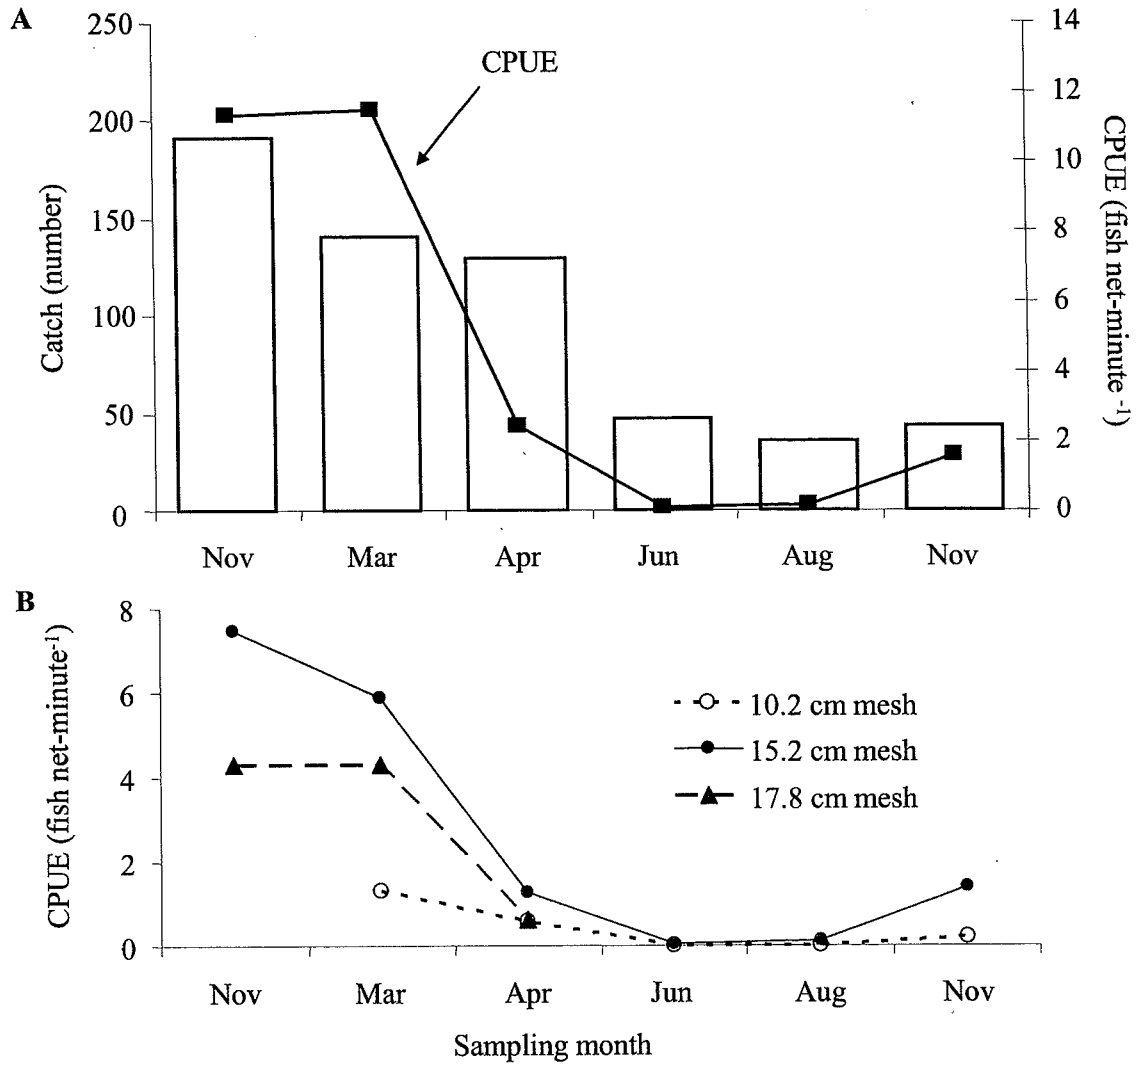 A
250
200
150
100
50
0
Catch (number)
CPUE
14
12
10
8
6
4
2
0
CPUE (fish net-minute -1)
Nov Mar Apr Jun Aug Nov
B
8
6
4
2
0
CPUE (fish net-minute-1)
10.2 cm mesh
15.2 cm mesh
17.8 cm mesh
Nov Mar Apr Jun Aug Nov
Sampling month